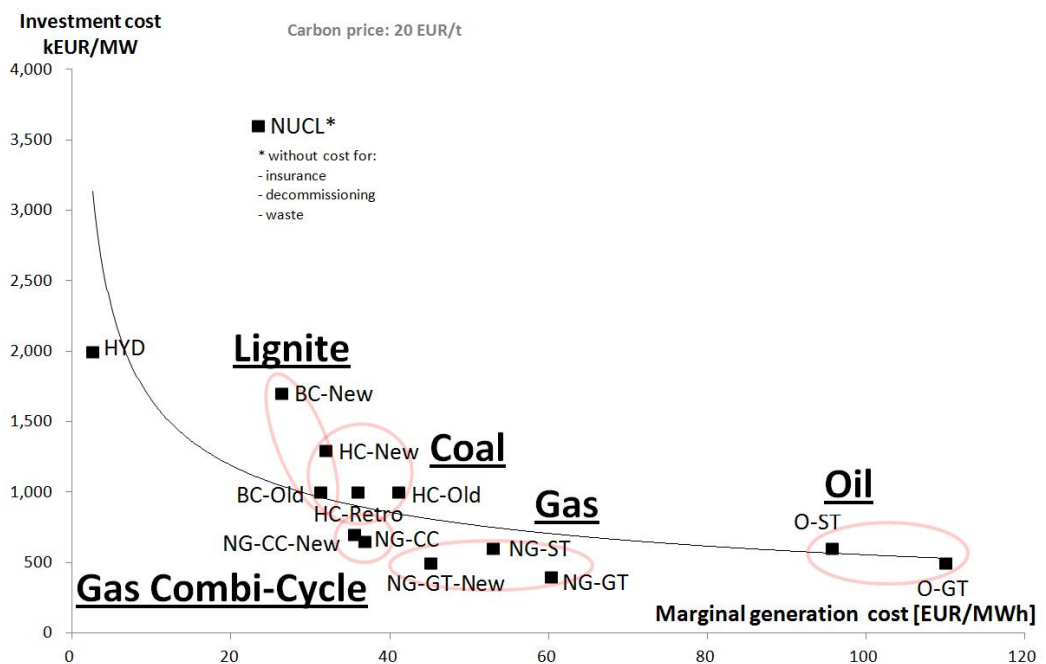 Investment cost
kEUR/MW
Carbon price: 20 EUR/t
4,000
3,500
3,000
2,500
2,000
1,500
1,000
500
0
NUCL*
* without cost for:
- insurance
- decommissioning
- waste
HYD
Lignite
BC-New
HC-New
Coal
BC-Old
HC-Old
HC-Retro
Gas
Oil
O-ST
NG-CC-New
NG-CC
NG-ST
Gas Combi-Cycle
NG-GT-New
NG-GT
O-GT
Marginal generation cost [EUR/MWh]
0
20
40
60
80
100
120